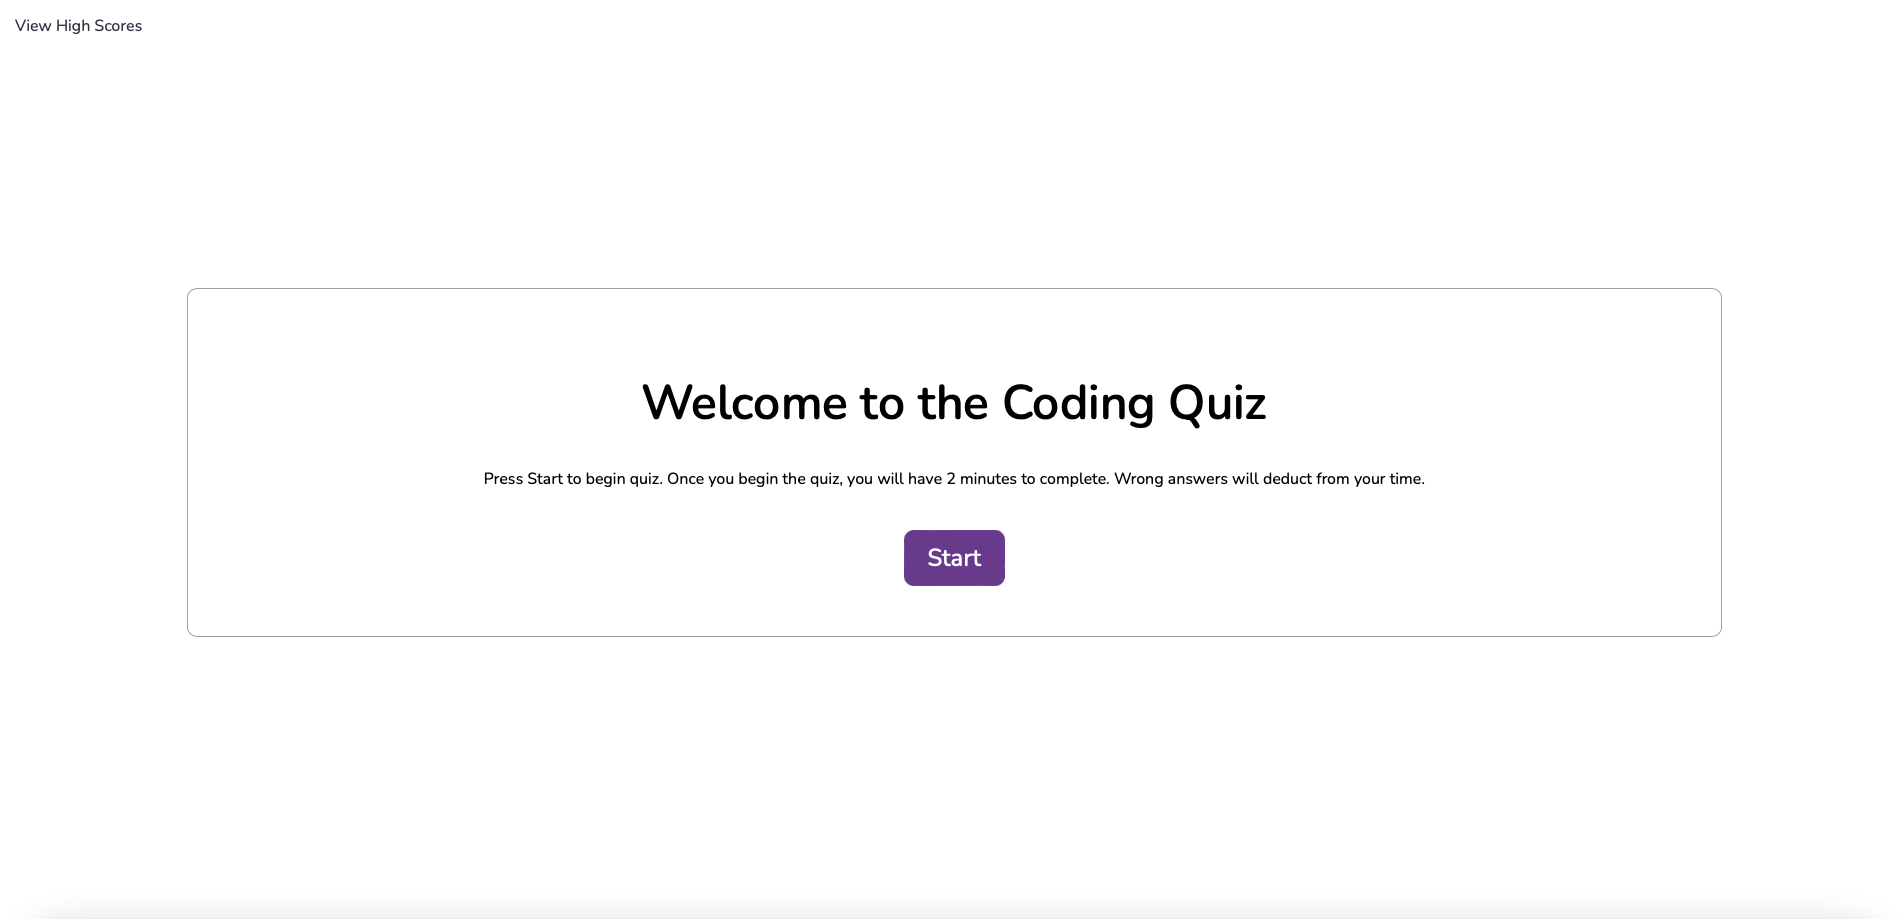 View High Scores
Welcome to the Coding Quiz
Press Start to begin quiz. Once you begin the quiz, you will have 2 minutes to complete. Wrong answers will deduct from your time.
Start